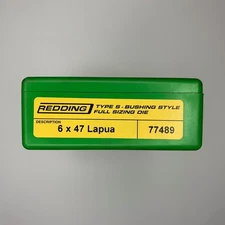 REDDING
TYPE S - BUSHING STYLE
FULL SIZING DIE
DESCRIPTION
6 x 47 Lapua
77489